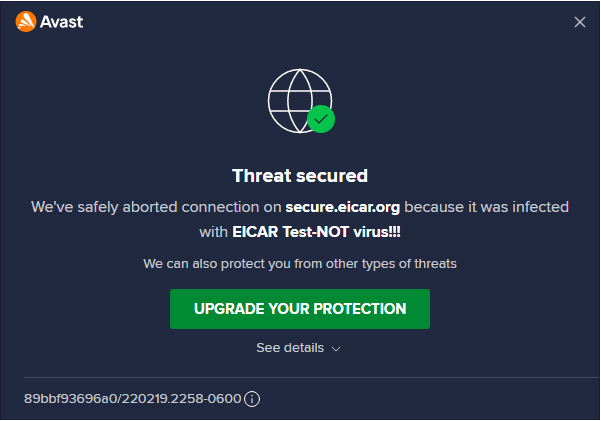 Avast
Threat secured
We've safely aborted connection on secure.eicar.org because it was infected
with EICAR Test-NOT virus!!!
We can also protect you from other types of threats
UPGRADE YOUR PROTECTION
See details
89bbf93696a0/220219.2258-0600